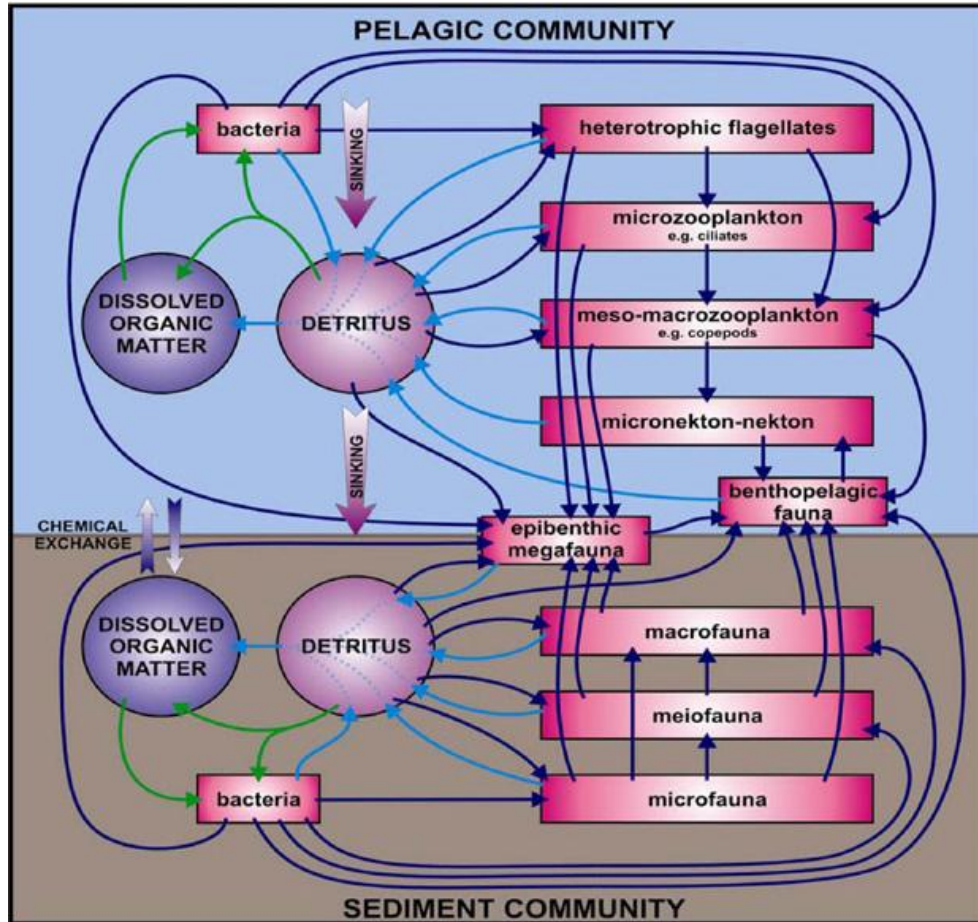 PELAGIC COMMUNITY
bacteria
SINKING
heterotrophic flagellates
microzooplankton
e.g. ciliates
DISSOLVED
ORGANIC
MATTER
DETRITUS
meso-macrozooplankton
e.g. copepods
micronekton-nekton
SINKING
benthopelagic
fauna
CHEMICAL
EXCHANGE
epibenthic
megafauna
DISSOLVED
ORGANIC
MATTER
DETRITUS
macrofauna
meiofauna
bacteria
microfauna
SEDIMENT COMMUNITY